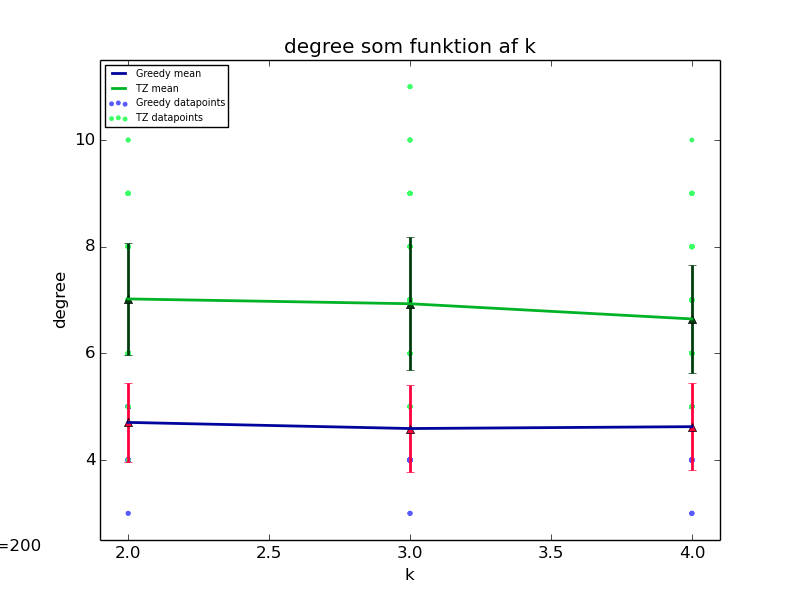 degree som funktion af k
Greedy mean
TZ mean
Greedy datapoints
TZ datapoints
10
8
6
4
degree
2.0 2.5 3.0 3.5 4.0
=200
k